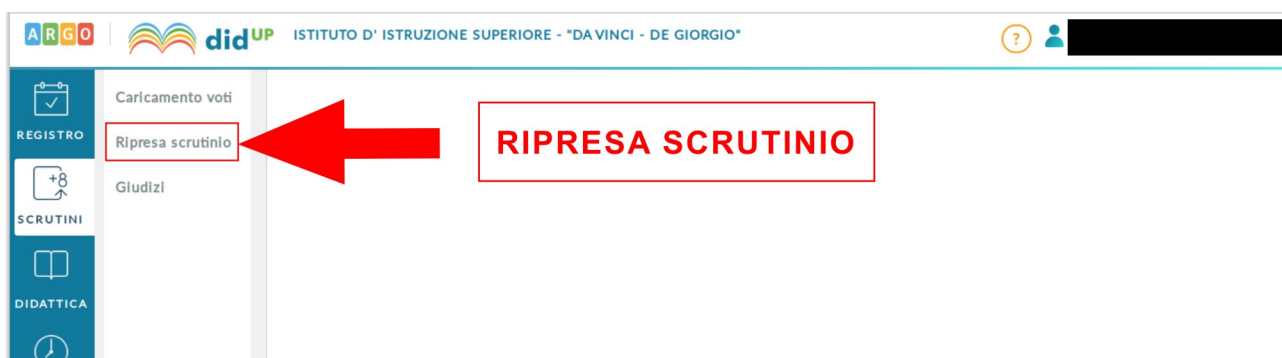 ARGO
didUP
ISTITUTO D' ISTRUZIONE SUPERIORE - "DA VINCI - DE GIORGIO"
?
REGISTRO
Caricamento voti
Ripresa scrutinio
RIPRESA SCRUTINIO
+8
SCRUTINI
Giudizi
DIDATTICA